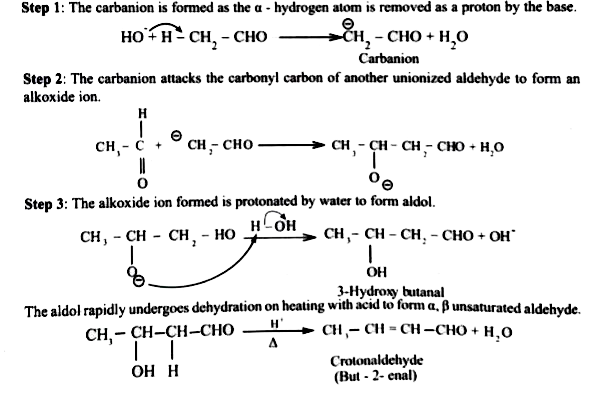 Step 1: The carbanion is formed as the α - hydrogen atom is removed as a proton by the base.
HO⁻ + H – CH₂ – CHO ⟶ ⊖CH₂ – CHO + H₂O
Carbanion
Step 2: The carbanion attacks the carbonyl carbon of another unionized aldehyde to form an
alkoxide ion.
H
CH₃ – C + ⊖ CH₂ – CHO ⟶ CH₃ – CH – CH₂ – CHO + H₂O
O O⊖
Step 3: The alkoxide ion formed is protonated by water to form aldol.
H – OH
CH₃ – CH – CH₂ – HO ⟶ CH₃ – CH – CH₂ – CHO + OH⁻
O⊖ OH
3-Hydroxy butanal
The aldol rapidly undergoes dehydration on heating with acid to form α, β unsaturated aldehyde.
CH₃ – CH–CH–CHO H⁺ ⟶ Δ CH₃ – CH = CH – CHO + H₂O
OH H
Crotonaldehyde
(But - 2- enal)